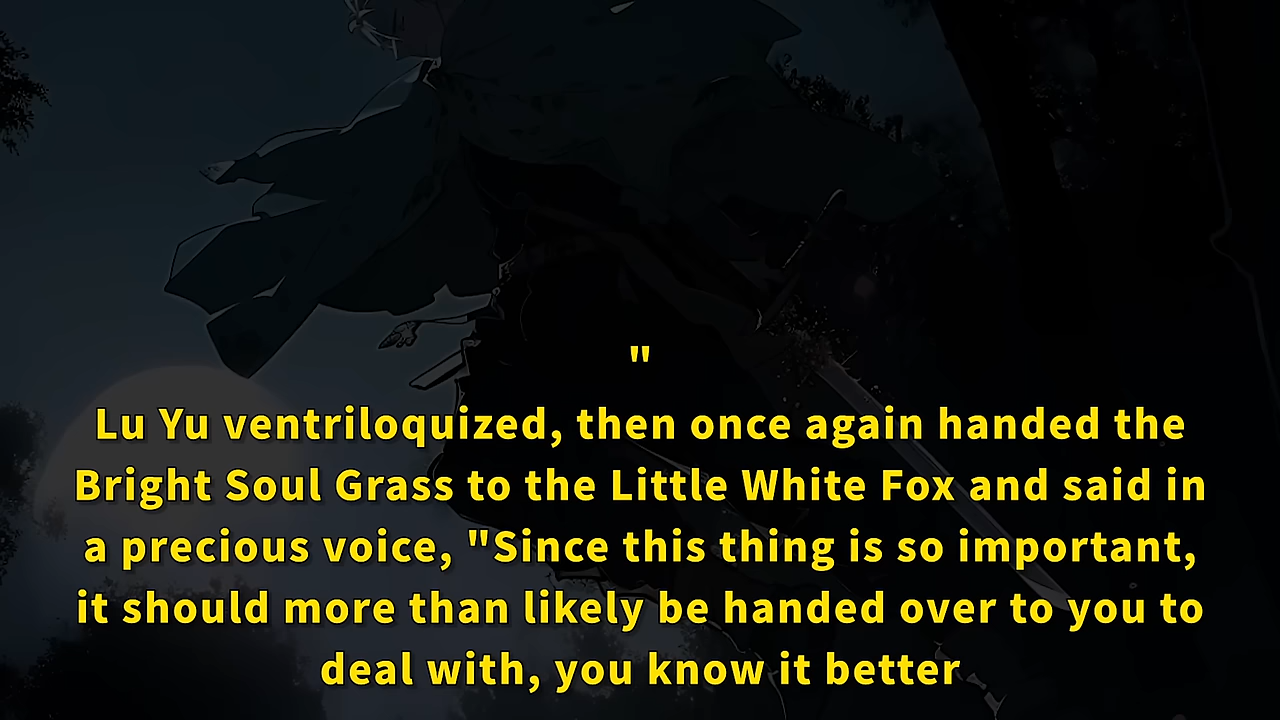 "
Lu Yu ventriloquized, then once again handed the
Bright Soul Grass to the Little White Fox and said in
a precious voice, "Since this thing is so important,
it should more than likely be handed over to you to
deal with, you know it better